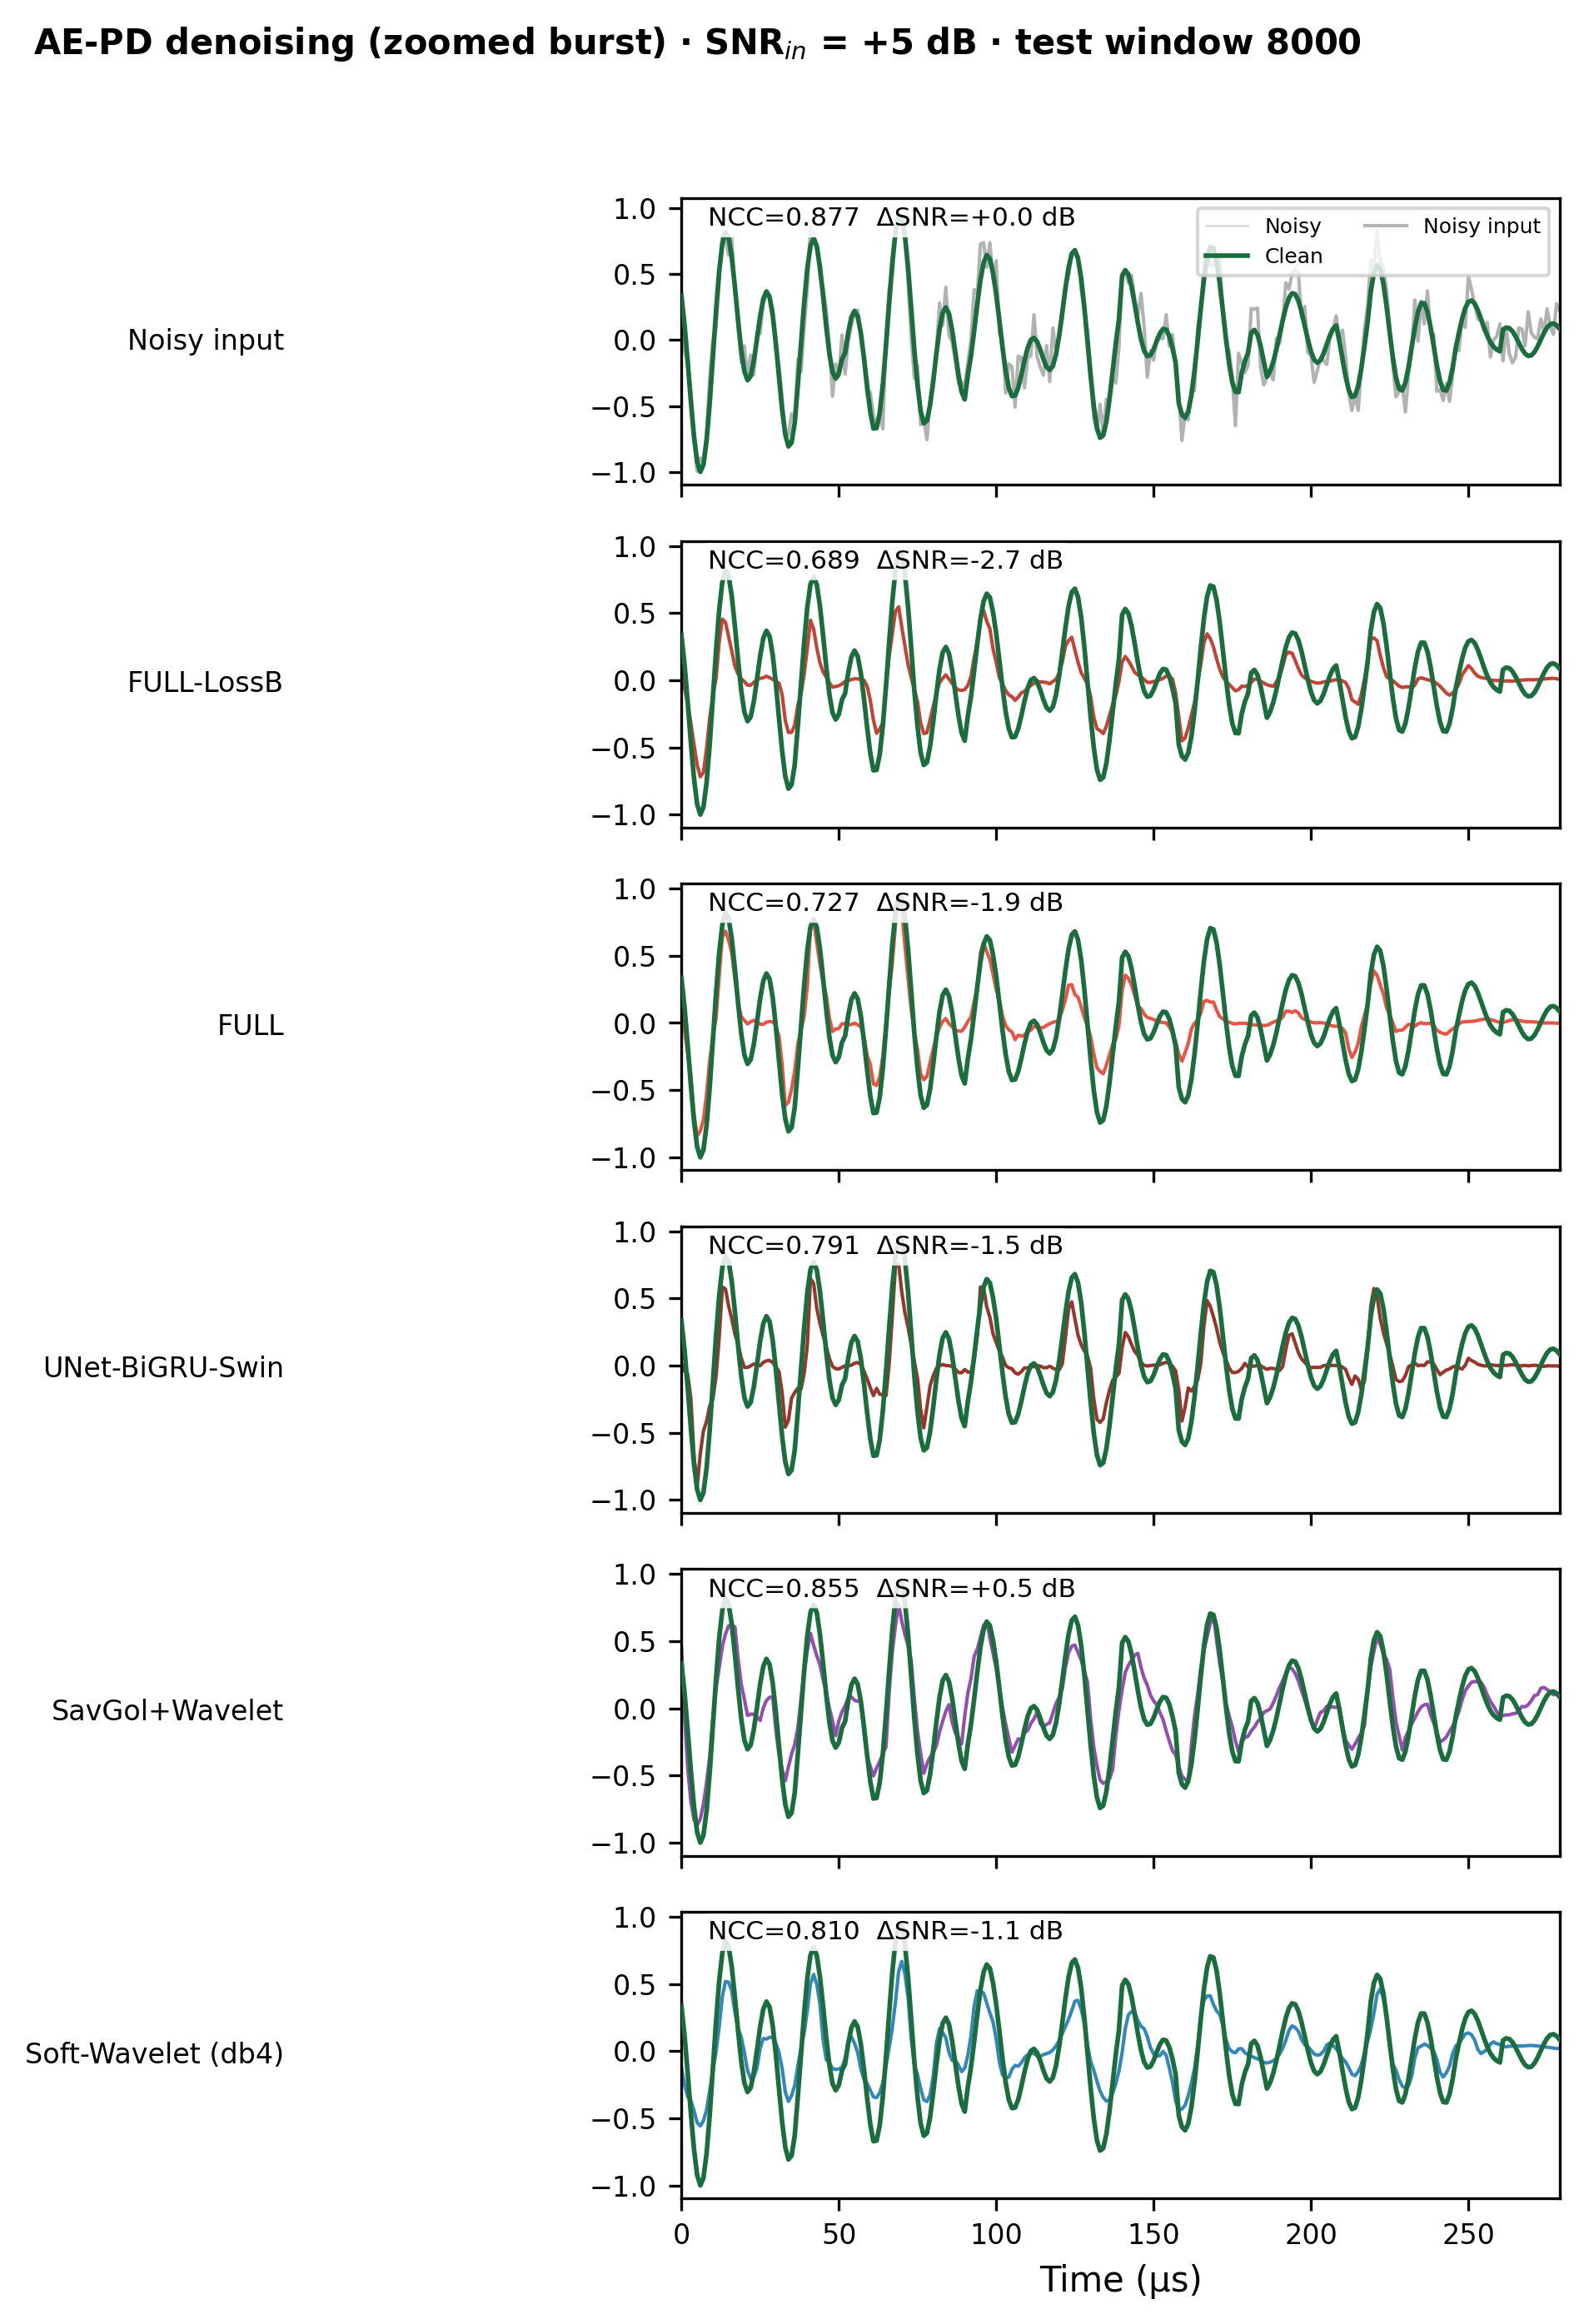 AE-PD denoising (zoomed burst) · SNR_in = +5 dB · test window 8000
Noisy input
NCC=0.877 ΔSNR=+0.0 dB
Noisy
Clean
Noisy input
1.0
0.5
0.0
−0.5
−1.0
FULL-LossB
NCC=0.689 ΔSNR=-2.7 dB
1.0
0.5
0.0
−0.5
−1.0
FULL
NCC=0.727 ΔSNR=-1.9 dB
1.0
0.5
0.0
−0.5
−1.0
UNet-BiGRU-Swin
NCC=0.791 ΔSNR=-1.5 dB
1.0
0.5
0.0
−0.5
−1.0
SavGol+Wavelet
NCC=0.855 ΔSNR=+0.5 dB
1.0
0.5
0.0
−0.5
−1.0
Soft-Wavelet (db4)
NCC=0.810 ΔSNR=-1.1 dB
1.0
0.5
0.0
−0.5
−1.0
0 50 100 150 200 250
Time (μs)